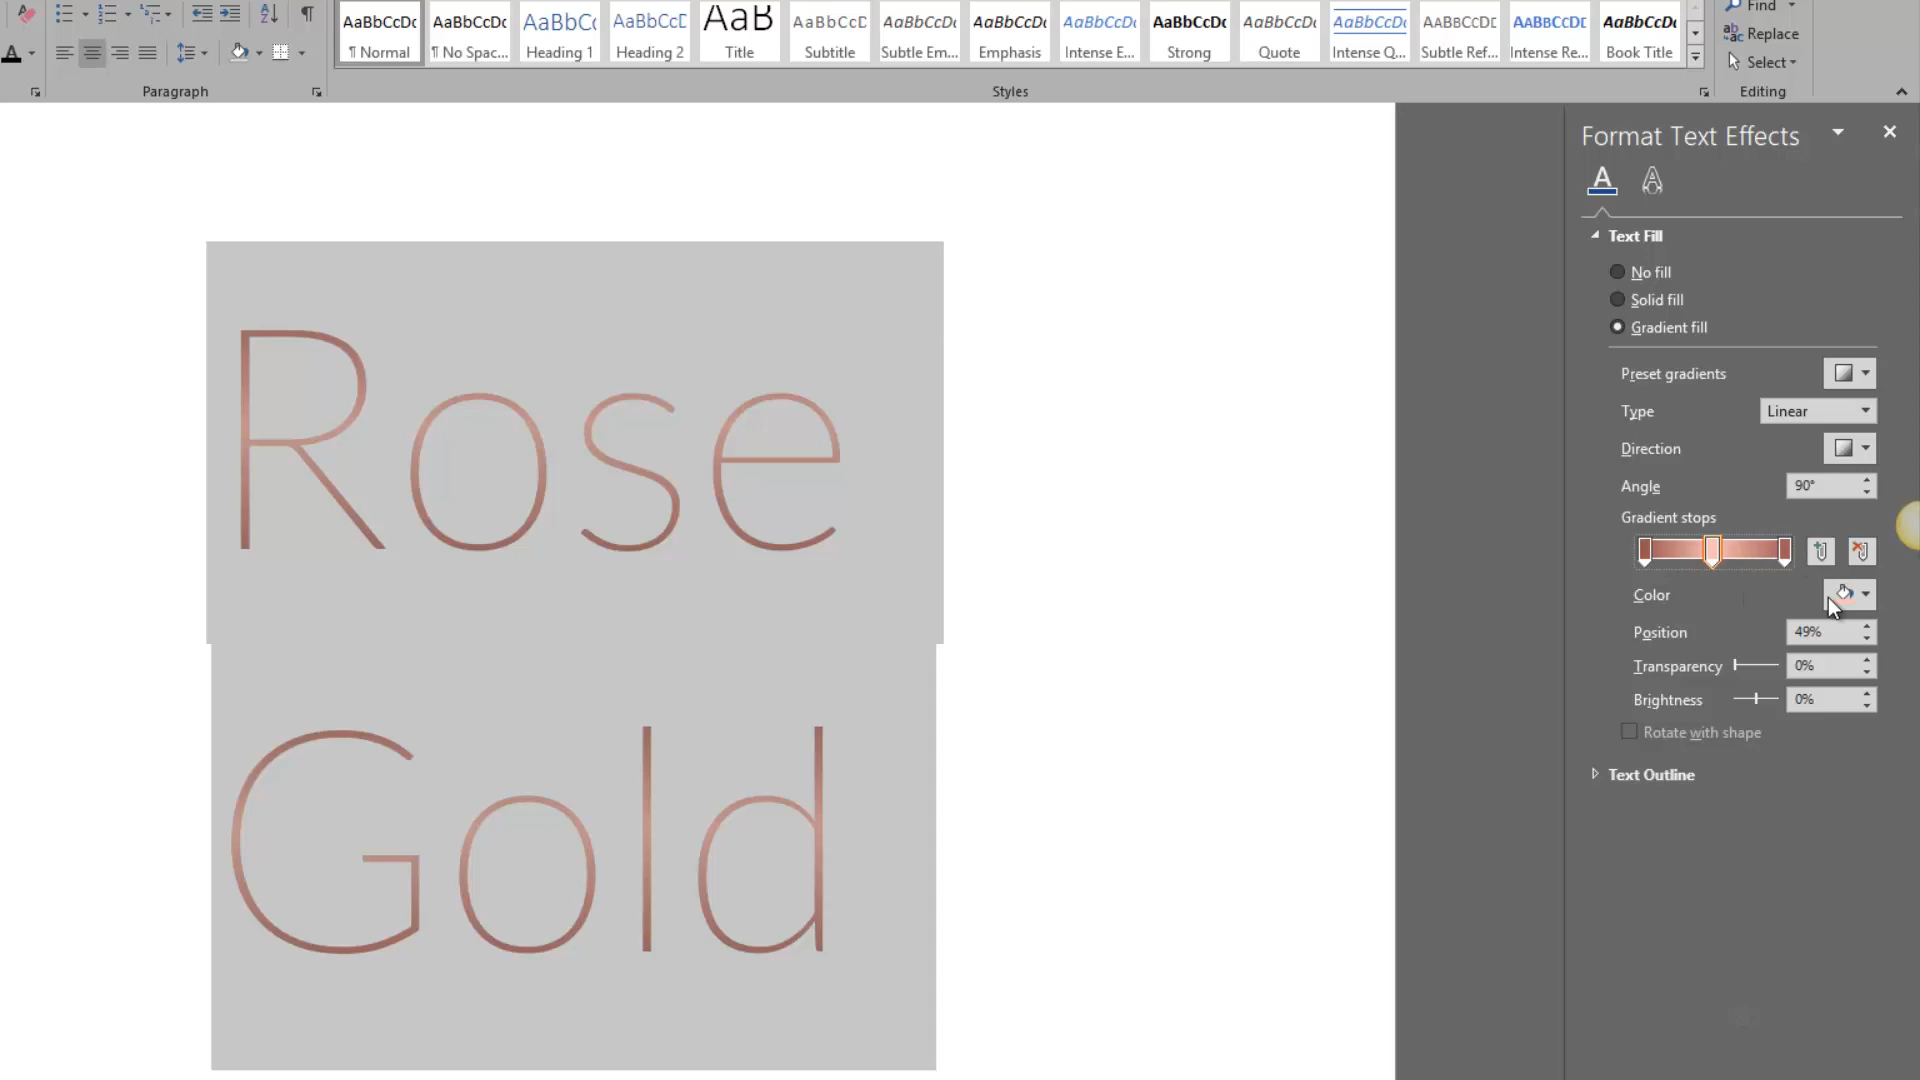 Find
AaBbCcDc AaBbCcDc AaBbCc AaBbCcD AaB AaBbCcD AaBbCcDc AaBbCcDc AaBbCcDc AaBbCcDc AaBbCcDc AaBbCcDc AABBCCDD AABBCCDD AaBbCcDc
Replace
A
¶ Normal ¶ No Spac... Heading 1 Heading 2 Title Subtitle Subtle Em... Emphasis Intense E... Strong Quote Intense Q... Subtle Ref... Intense Re... Book Title
Select
Paragraph Styles Editing
Format Text Effects
A A
Text Fill
No fill
Solid fill
Gradient fill
Preset gradients
Type Linear
Direction
Angle 90°
Gradient stops
Color
Position 49%
Transparency 0%
Brightness 0%
Rotate with shape
Text Outline
Rose
Gold